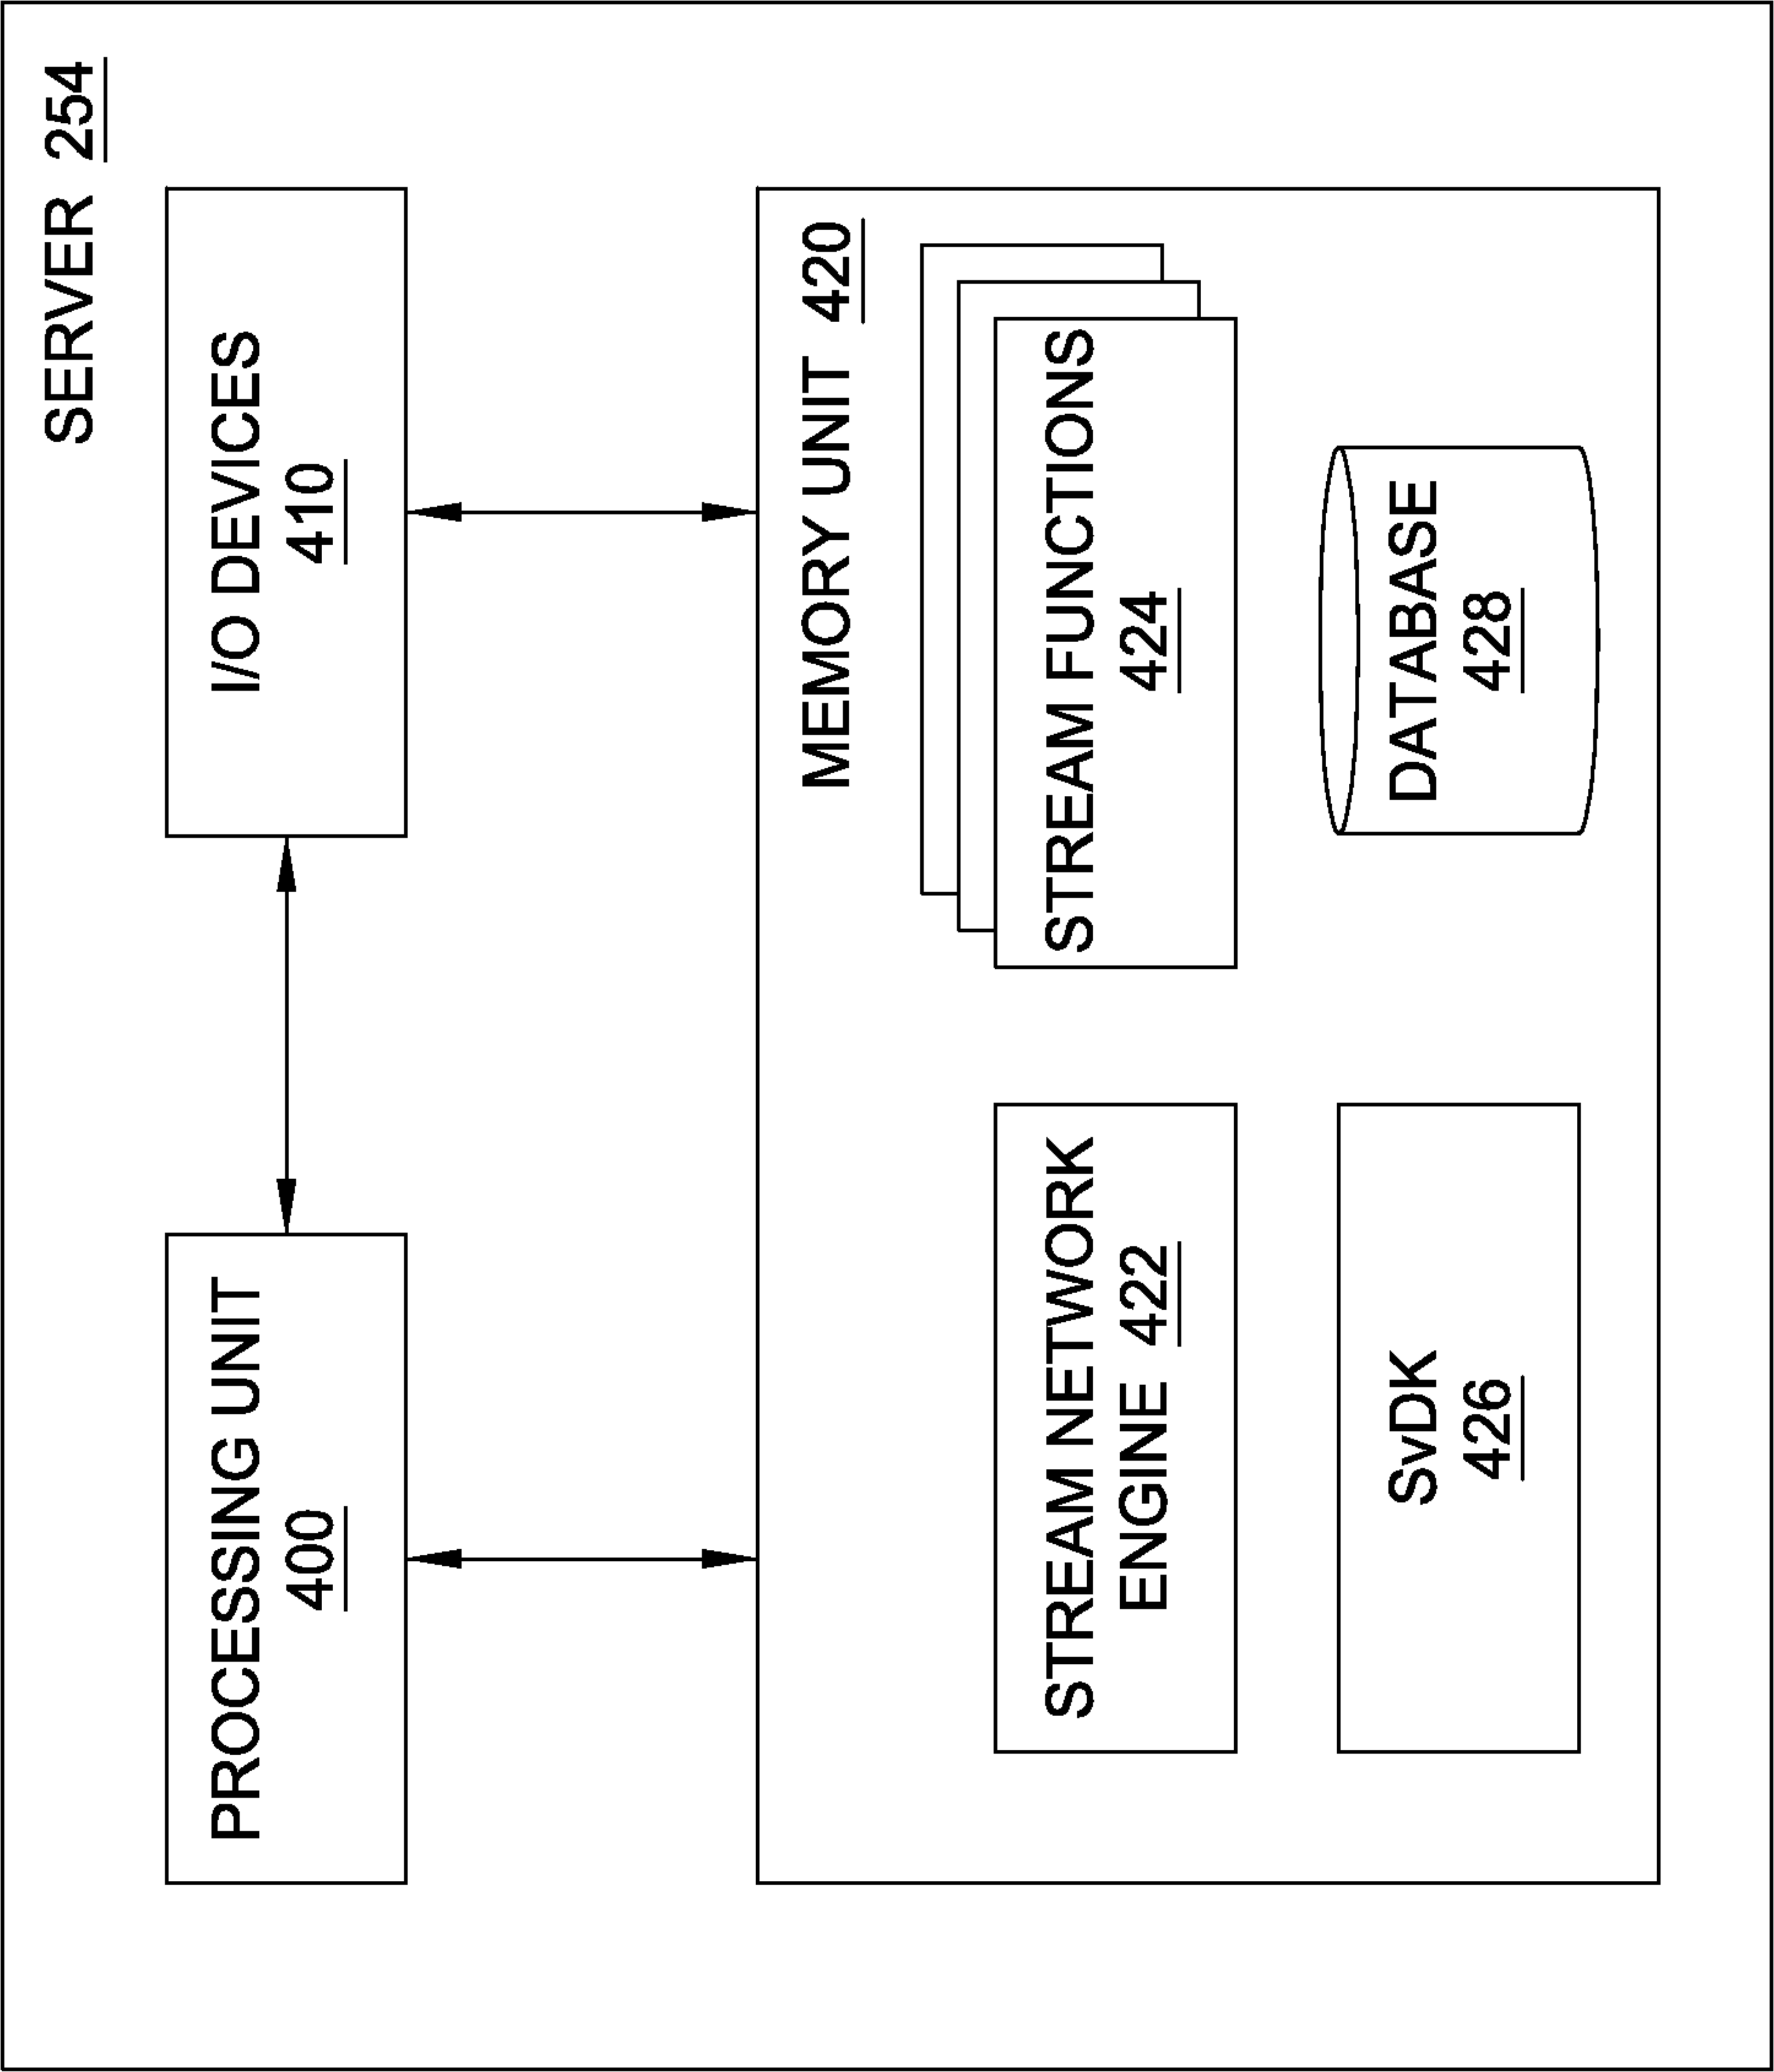 SERVER 254
PROCESSING UNIT
400
I/O DEVICES
410
MEMORY UNIT 420
STREAM NETWORK
ENGINE 422
STREAM FUNCTIONS
424
SvDK
426
DATABASE
428